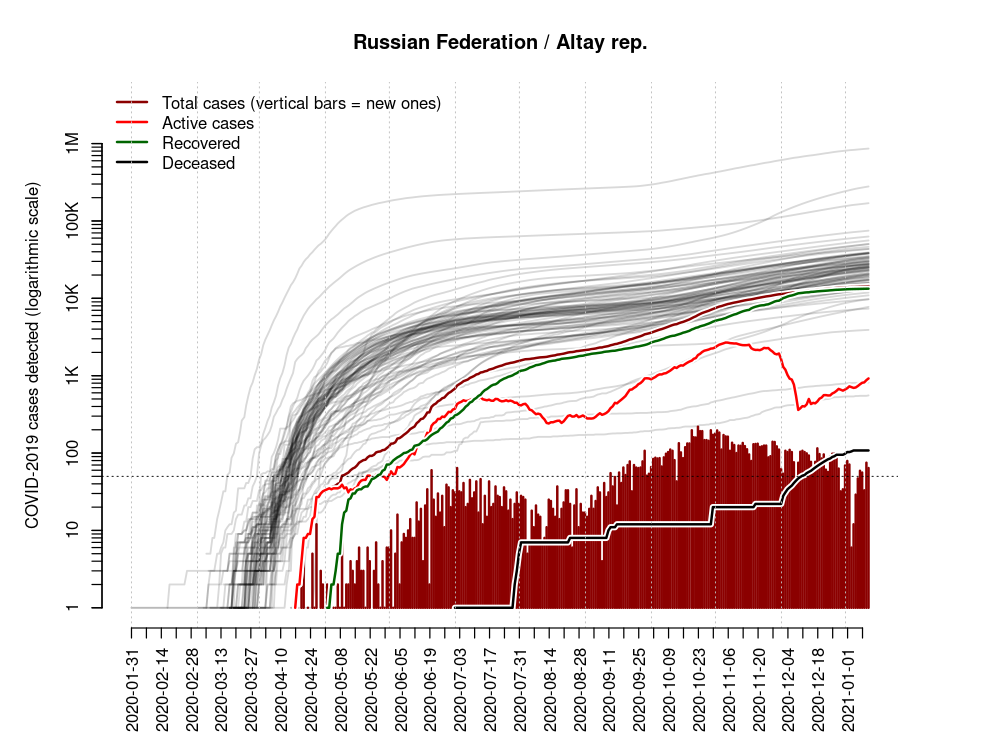 Russian Federation / Altay rep.
Total cases (vertical bars = new ones)
Active cases
Recovered
Deceased
COVID-2019 cases detected (logarithmic scale)
1M
100K
10K
1K
100
10
1
2020-01-31
2020-02-14
2020-02-28
2020-03-13
2020-03-27
2020-04-10
2020-04-24
2020-05-08
2020-05-22
2020-06-05
2020-06-19
2020-07-03
2020-07-17
2020-07-31
2020-08-14
2020-08-28
2020-09-11
2020-09-25
2020-10-09
2020-10-23
2020-11-06
2020-11-20
2020-12-04
2020-12-18
2021-01-01